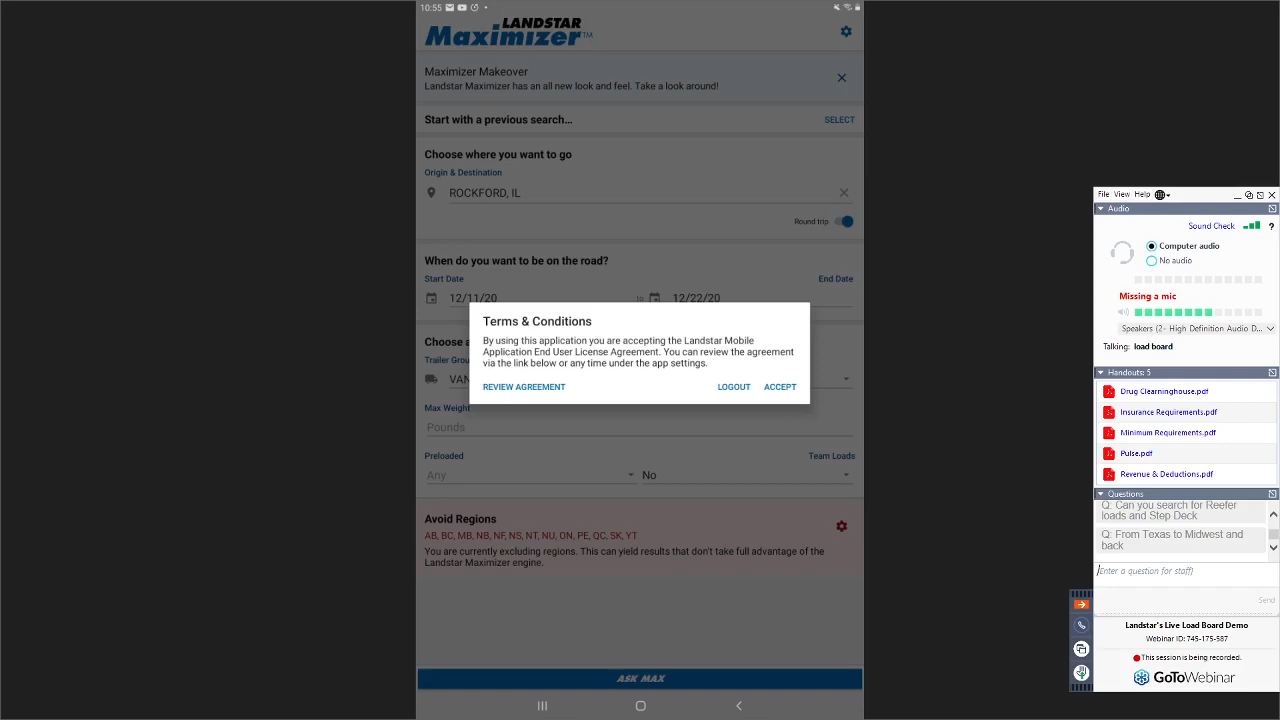 10:55
LANDSTAR
Maximizer™
Maximizer Makeover
Landstar Maximizer has an all new look and feel. Take a look around!
Start with a previous search...
SELECT
Choose where you want to go
Origin & Destination
ROCKFORD, IL
Round trip
When do you want to be on the road?
Start Date
End Date
12/11/20
to
12/22/20
Choose a
Trailer Grou
VAN
Terms & Conditions
By using this application you are accepting the Landstar Mobile
Application End User License Agreement. You can review the agreement
via the link below or any time under the app settings.
REVIEW AGREEMENT
LOGOUT
ACCEPT
Max Weight
Pounds
Preloaded
Team Loads
Any
No
Avoid Regions
AB, BC, MB, NB, NF, NS, NT, NU, ON, PE, QC, SK, YT
You are currently excluding regions. This can yield results that don't take full advantage of the
Landstar Maximizer engine.
ASK MAX
File View Help
Audio
Sound Check
?
Computer audio
No audio
Missing a mic
Speakers (2- High Definition Audio D...
Talking: load board
Handouts: 5
Drug Clearninghouse.pdf
Insurance Requirements.pdf
Minimum Requirements.pdf
Pulse.pdf
Revenue & Deductions.pdf
Questions
Q: Can you search for Reefer
loads and Step Deck
Q: From Texas to Midwest and
back
[Enter a question for staff]
Send
Landstar's Live Load Board Demo
Webinar ID: 745-175-587
This session is being recorded.
GoToWebinar